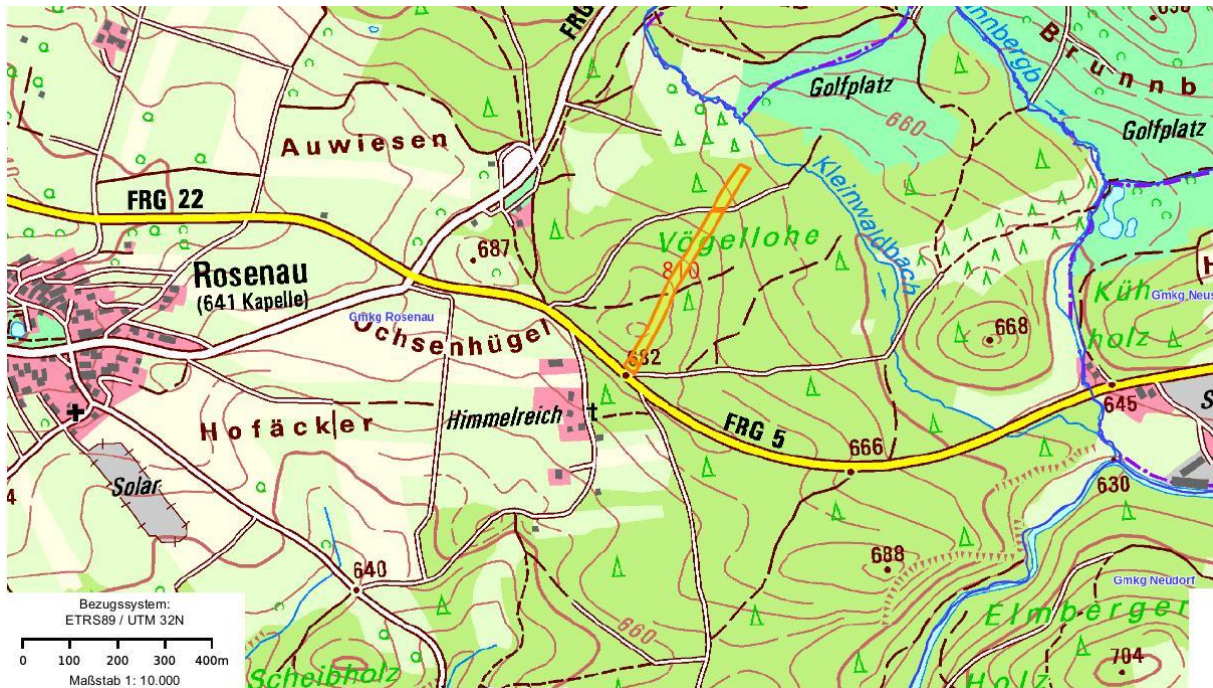 FRG
Brunnb
Golfplatz
660
Golfplatz
Auwiesen
Kleinwaldbach
FRG 22
Vögellohe
687
810
Rosenau
(641 Kapelle)
Gmkg Rosenau
Ochsenhügel
Küh
holz
668
682
645
Himmelreich
Hofäcker
FRG 5
666
Solar
630
688
640
Gmkg Neudorf
Elmberger
Holz
660
704
Scheibholz
Bezugssystem:
ETRS89 / UTM 32N
0 100 200 300 400m
Maßstab 1: 10.000